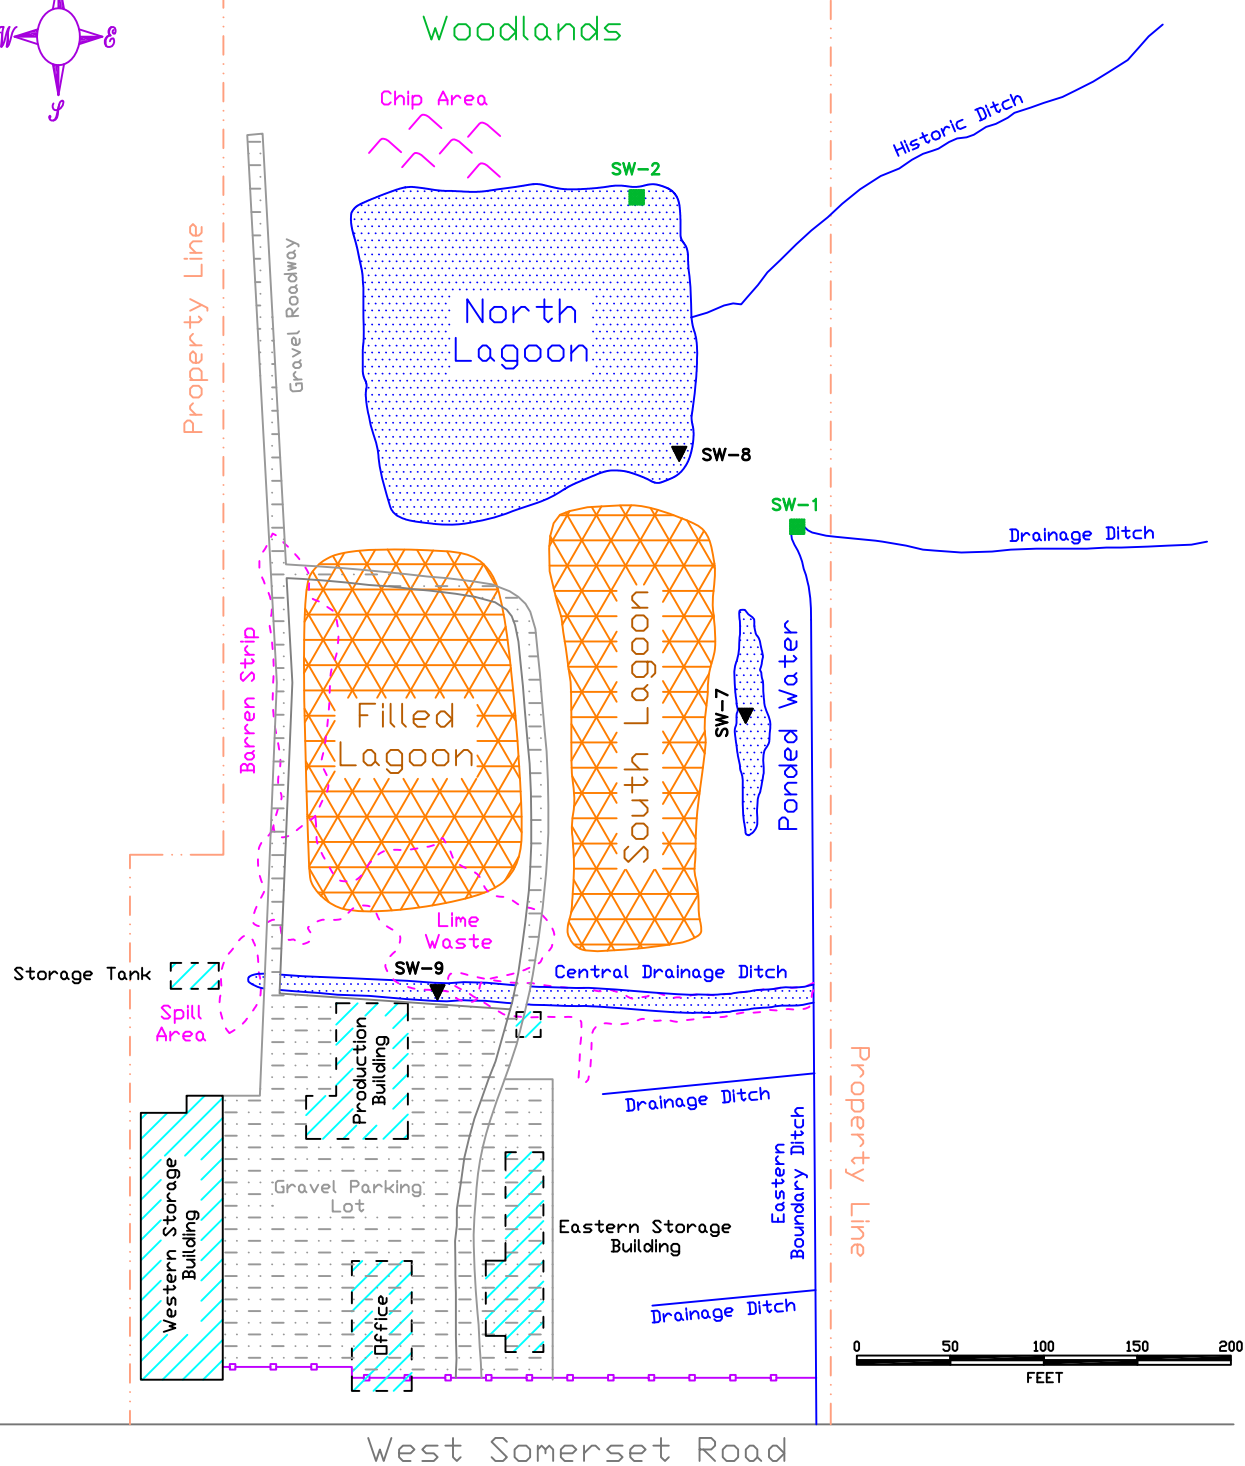 Woodlands
W
E
S
Chip Area
Historic Ditch
SW-2
Property Line
Gravel Roadway
North
Lagoon
SW-8
SW-1
Drainage Ditch
Barren Strip
Filled
Lagoon
South Lagoon
SW-7
Ponded Water
Lime
Waste
Storage Tank
SW-9
Central Drainage Ditch
Spill
Area
Production
Building
Drainage Ditch
Property Line
Eastern
Boundary Ditch
Western Storage
Building
Gravel Parking
Lot
Eastern Storage
Building
Office
Drainage Ditch
0 50 100 150 200
FEET
West Somerset Road